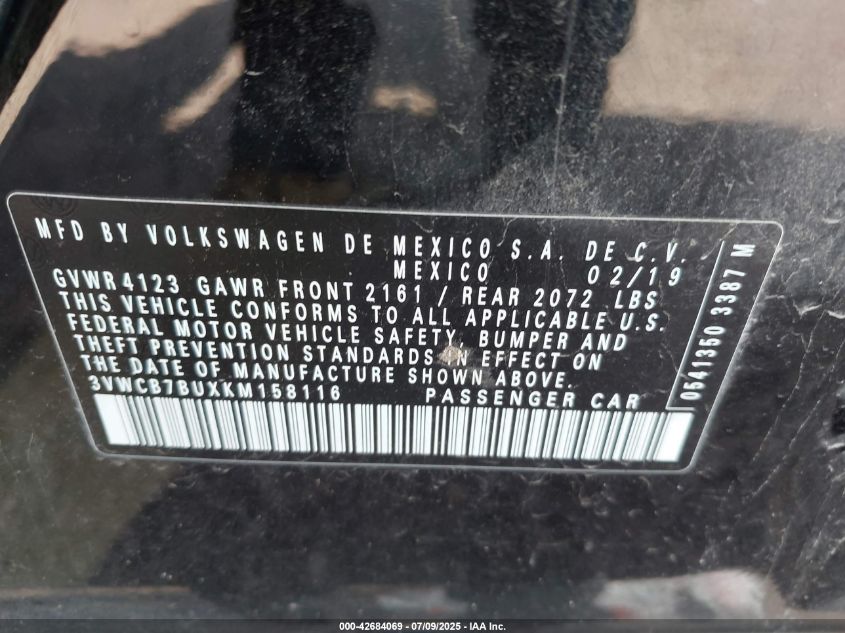 MFD BY VOLKSWAGEN DE MEXICO S.A. DE C.V.
MEXICO 02/19
GVWR 4123 GAWR FRONT 2161 / REAR 2072 LBS
THIS VEHICLE CONFORMS TO ALL APPLICABLE U.S.
FEDERAL MOTOR VEHICLE SAFETY, BUMPER AND
THEFT PREVENTION STANDARDS IN EFFECT ON
THE DATE OF MANUFACTURE SHOWN ABOVE.
3VWCB7BUXKM158116 PASSENGER CAR
0541350 3387 M
000-42684069 - 07/09/2025 - IAA Inc.